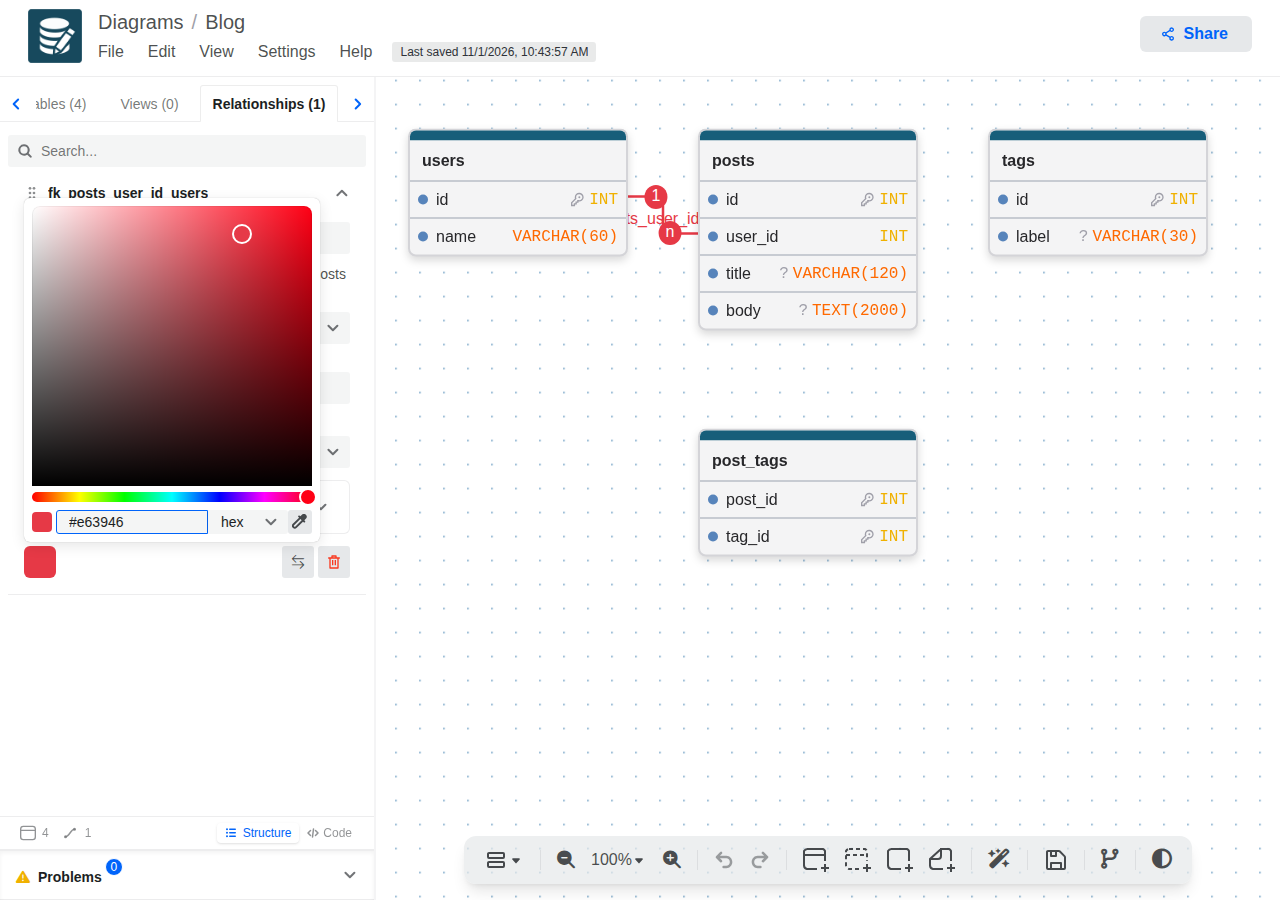 Diagrams / Blog
File Edit View Settings Help Last saved 11/1/2026, 10:43:57 AM
Share
ables (4) Views (0) Relationships (1)
Search...
fk_posts_user_id_users
osts
#e63946 hex
4 1 Structure Code
Problems 0
users
id INT
name VARCHAR(60)
1
ts_user_id
n
posts
id INT
user_id INT
title ? VARCHAR(120)
body ? TEXT(2000)
tags
id INT
label ? VARCHAR(30)
post_tags
post_id INT
tag_id INT
100%